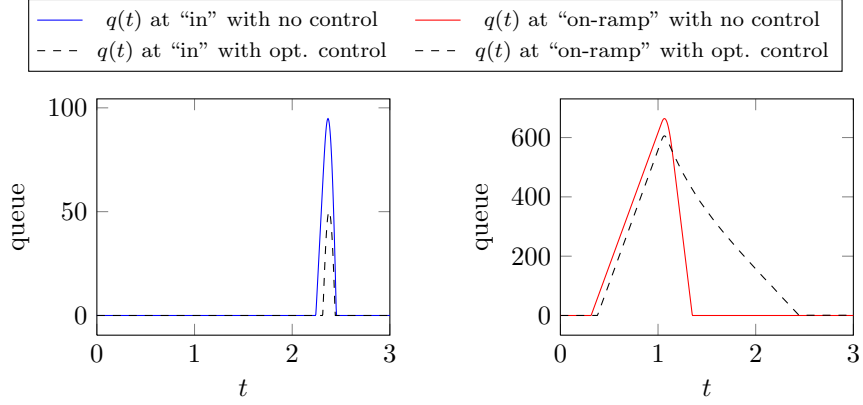 q(t) at “in” with no control
q(t) at “on-ramp” with no control
q(t) at “in” with opt. control
q(t) at “on-ramp” with opt. control
100
50
0
queue
0 1 2 3
t
600
400
200
0
queue
0 1 2 3
t